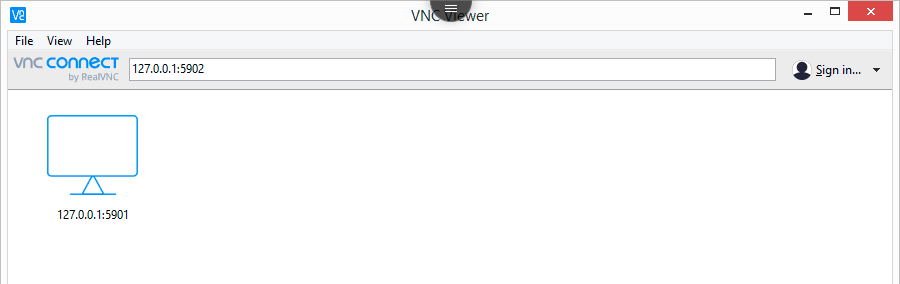 VNC Viewer
File View Help
vnc connect
by RealVNC
127.0.0.1:5902
Sign in...
127.0.0.1:5901